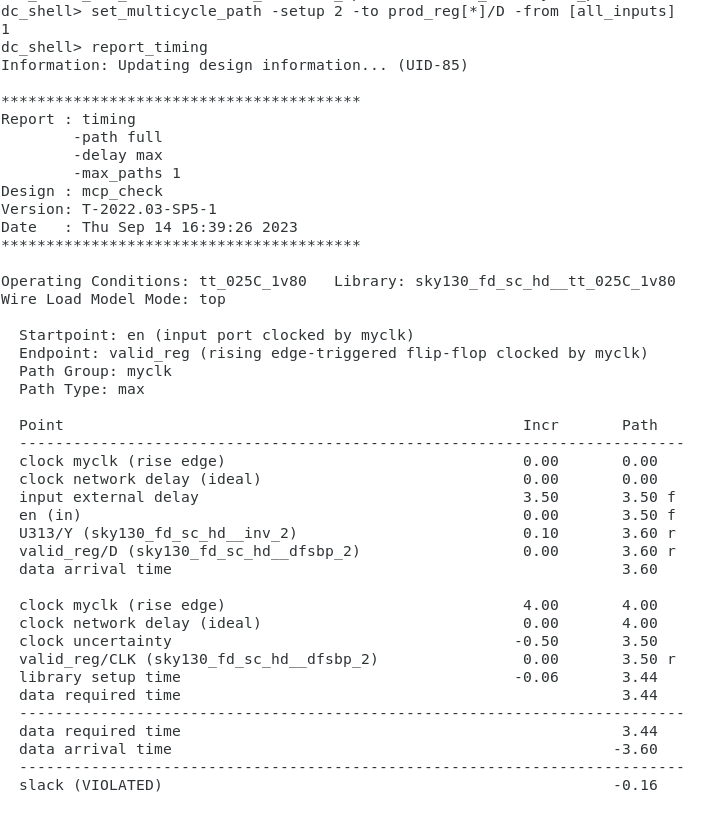 dc_shell> set_multicycle_path -setup 2 -to prod_reg[*]/D -from [all_inputs]
1
dc_shell> report_timing
Information: Updating design information... (UID-85)
****************************************
Report : timing
        -path full
        -delay max
        -max_paths 1
Design : mcp_check
Version: T-2022.03-SP5-1
Date   : Thu Sep 14 16:39:26 2023
****************************************
Operating Conditions: tt_025C_1v80   Library: sky130_fd_sc_hd__tt_025C_1v80
Wire Load Model Mode: top
  Startpoint: en (input port clocked by myclk)
  Endpoint: valid_reg (rising edge-triggered flip-flop clocked by myclk)
  Path Group: myclk
  Path Type: max
  Point                                                   Incr       Path
  --------------------------------------------------------------------------
  clock myclk (rise edge)                                 0.00       0.00
  clock network delay (ideal)                             0.00       0.00
  input external delay                                    3.50       3.50 f
  en (in)                                                 0.00       3.50 f
  U313/Y (sky130_fd_sc_hd__inv_2)                         0.10       3.60 r
  valid_reg/D (sky130_fd_sc_hd__dfsbp_2)                  0.00       3.60 r
  data arrival time                                                  3.60
  clock myclk (rise edge)                                 4.00       4.00
  clock network delay (ideal)                             0.00       4.00
  clock uncertainty                                      -0.50       3.50
  valid_reg/CLK (sky130_fd_sc_hd__dfsbp_2)                0.00       3.50 r
  library setup time                                     -0.06       3.44
  data required time                                                 3.44
  --------------------------------------------------------------------------
  data required time                                                 3.44
  data arrival time                                                 -3.60
  --------------------------------------------------------------------------
  slack (VIOLATED)                                                  -0.16